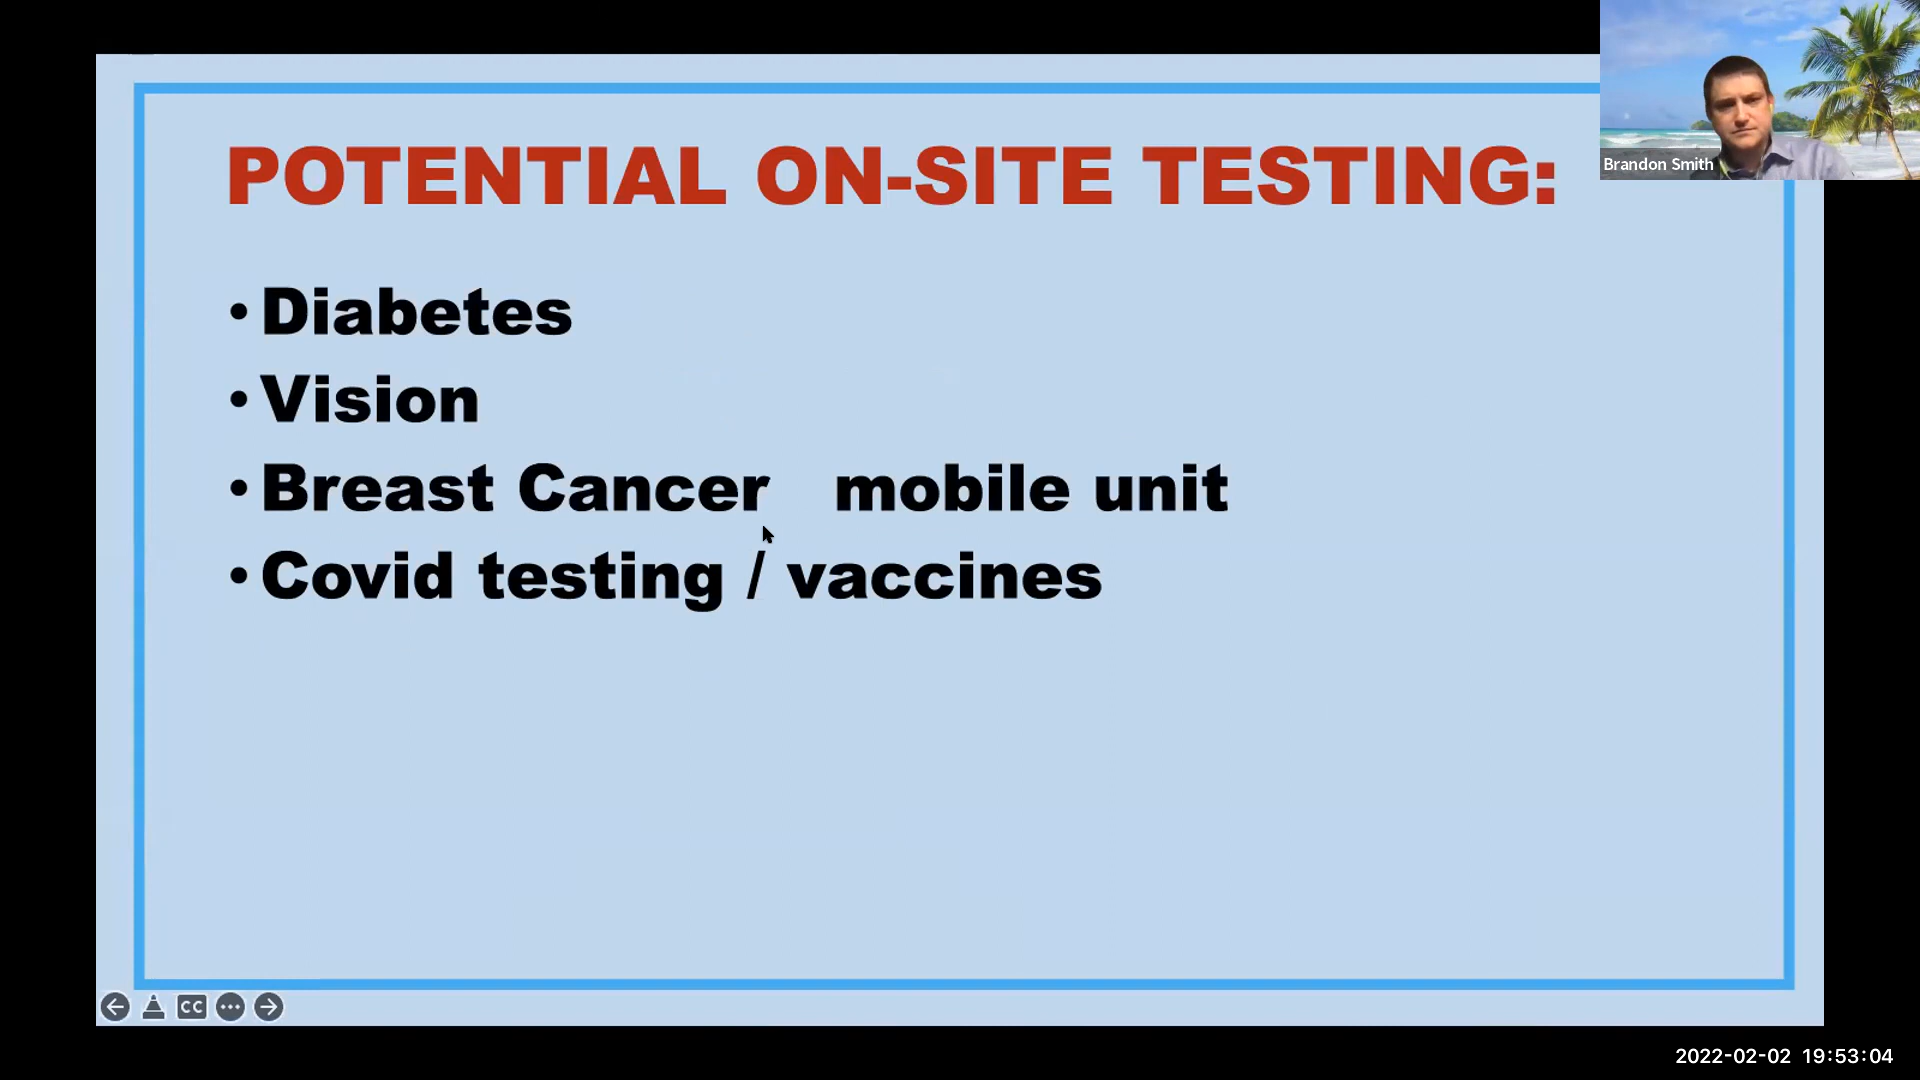 POTENTIAL ON-SITE TESTING:
Brandon Smith
• Diabetes
• Vision
• Breast Cancer mobile unit
• Covid testing / vaccines
CC
2022-02-02 19:53:04